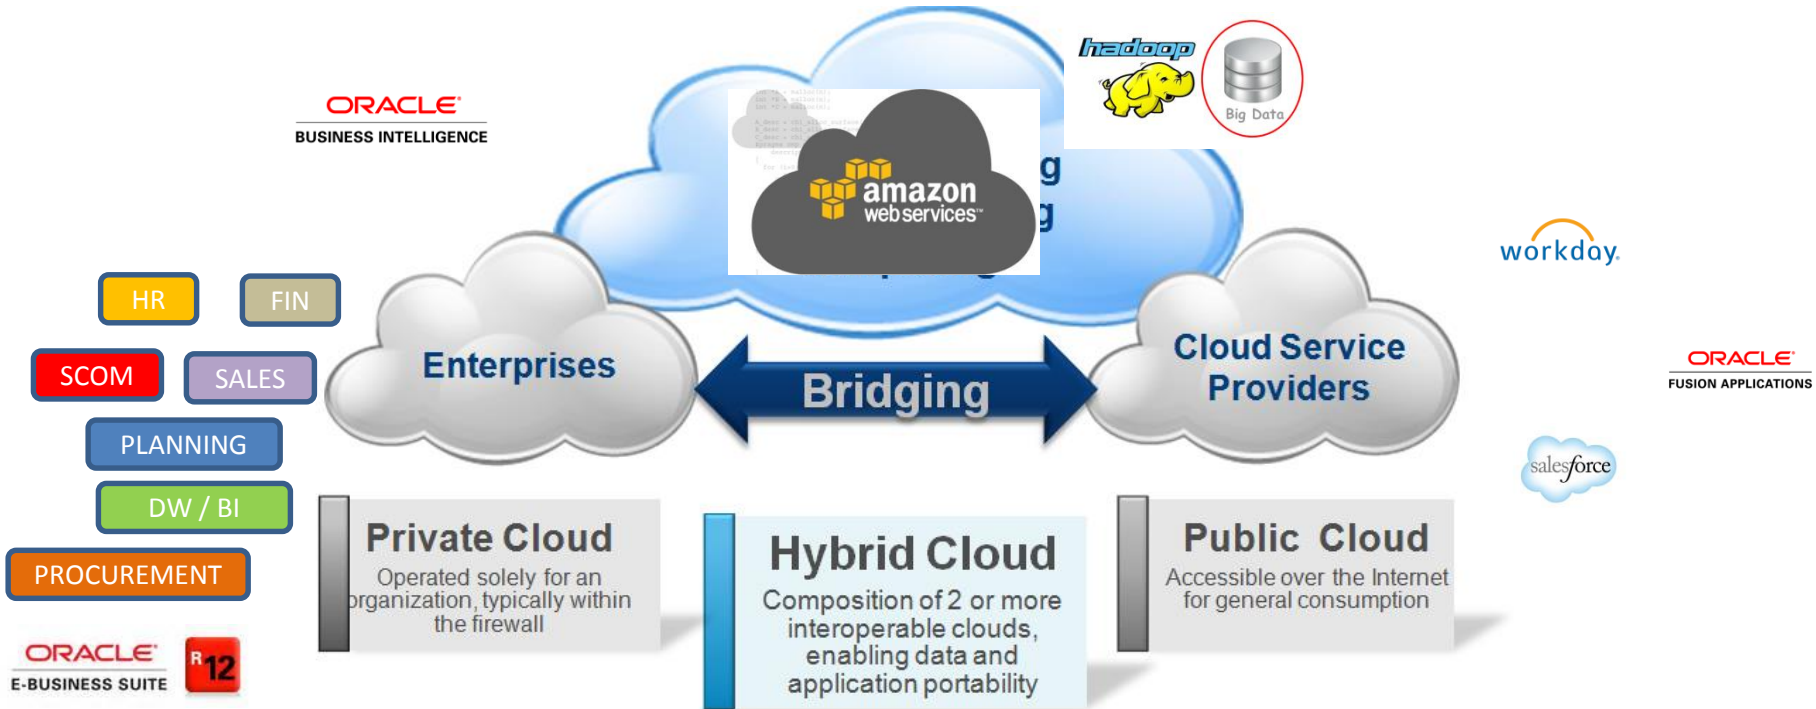 hadoop
Big Data
ORACLE
BUSINESS INTELLIGENCE
amazon
web services™
g
g
workday.
HR
FIN
SCOM
SALES
PLANNING
DW / BI
PROCUREMENT
Enterprises
Bridging
Cloud Service
Providers
ORACLE
FUSION APPLICATIONS
salesforce
Private Cloud
Operated solely for an
organization, typically within
the firewall
Hybrid Cloud
Composition of 2 or more
interoperable clouds,
enabling data and
application portability
Public Cloud
Accessible over the Internet
for general consumption
ORACLE
E-BUSINESS SUITE
R12